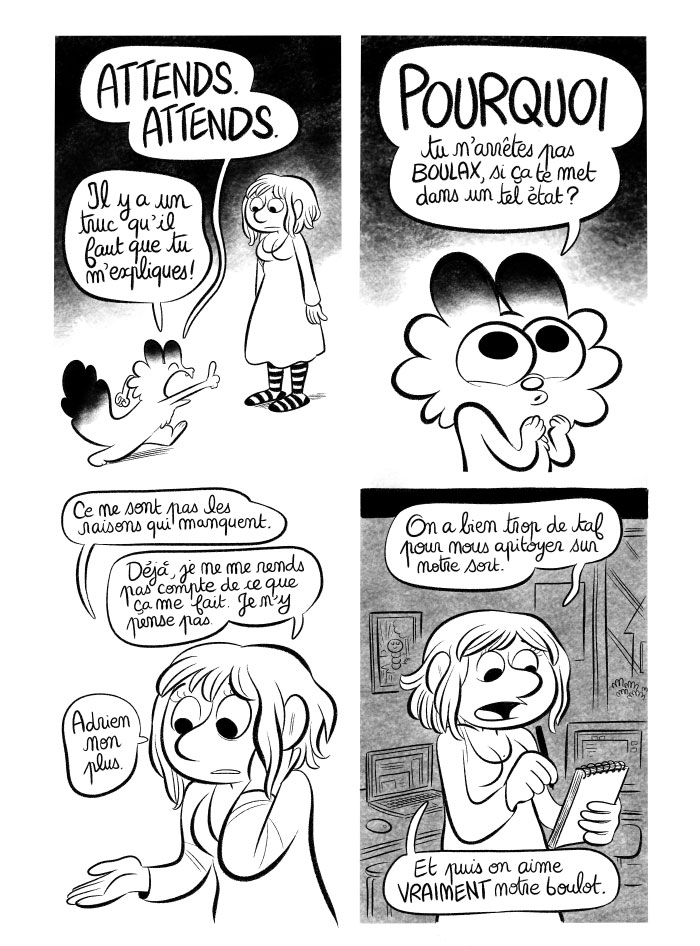 ATTENDS.
ATTENDS.
Il y a un
truc qu'il
faut que tu
m'expliques!
POURQUOI
tu n'arrêtes pas
BOULAX, si ça te met
dans un tel état?
Ce ne sont pas les
raisons qui manquent.
Déjà, je ne me rends
pas compte de ce que
ça me fait. Je n'y
pense pas.
Adrien
non
plus.
On a bien trop de taf
pour nous apitoyer sur
notre sort.
Et puis on aime
VRAIMENT notre boulot.